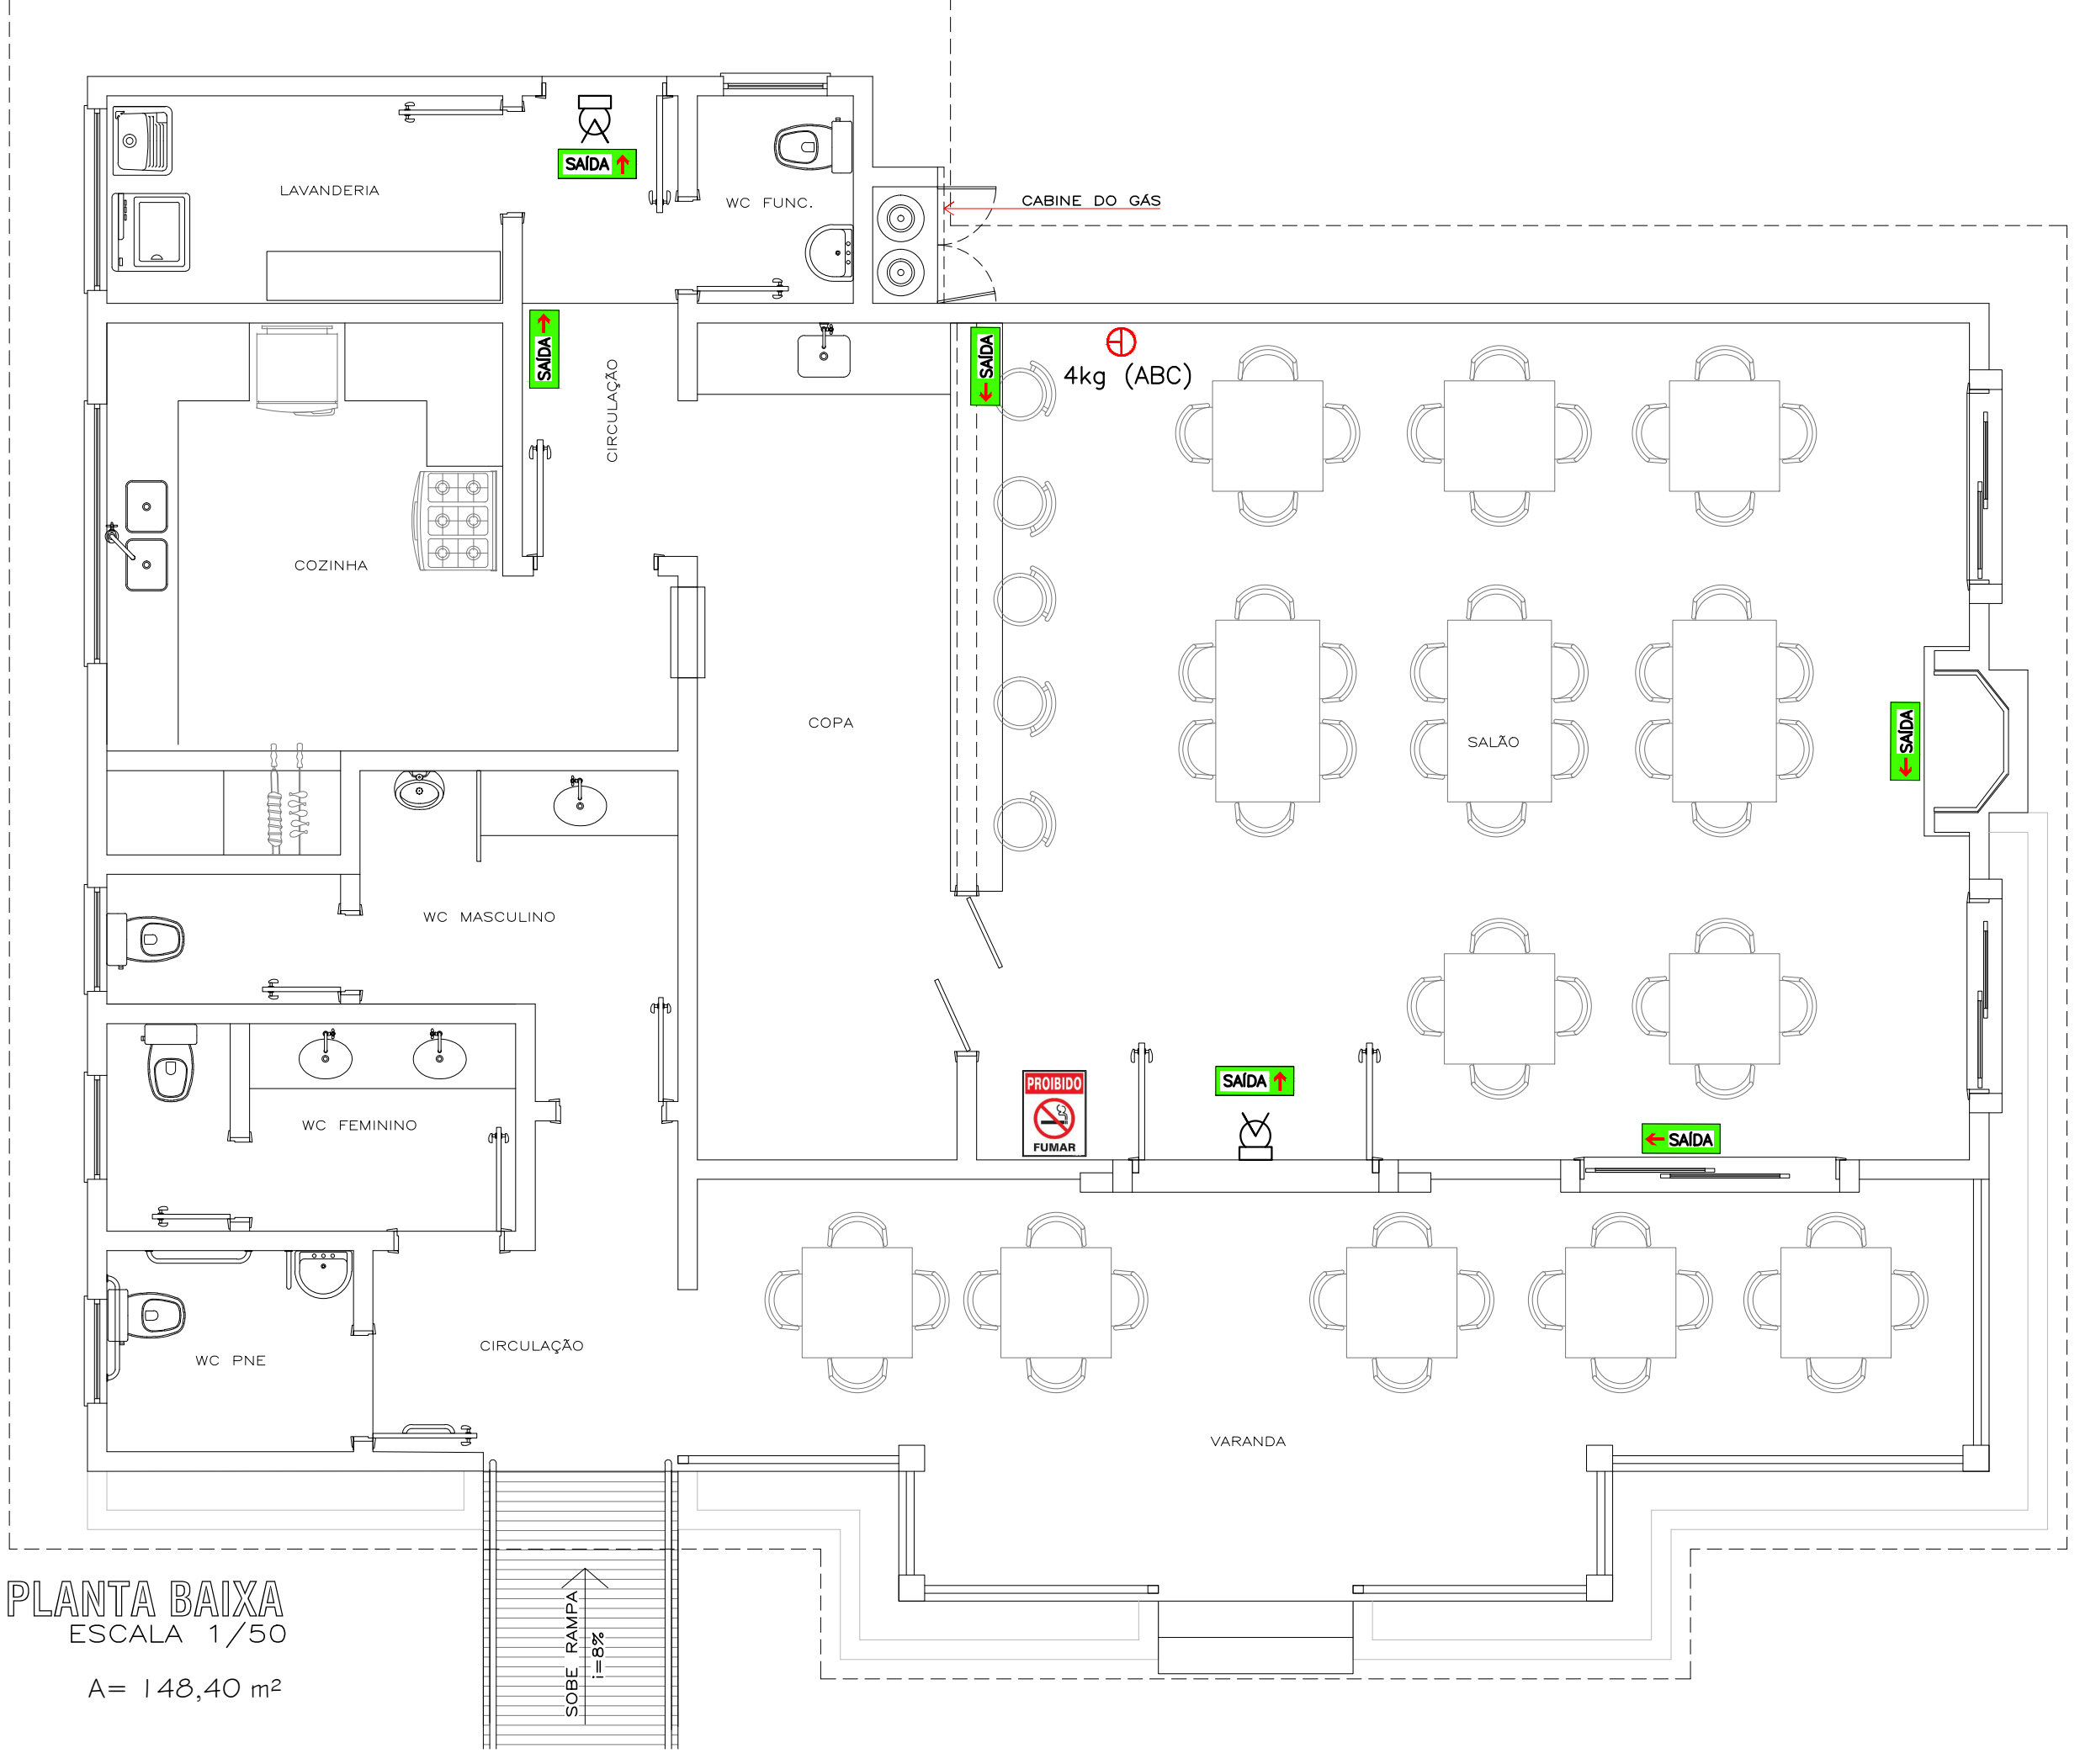 SAÍDA
LAVANDERIA
WC FUNC.
CABINE DO GÁS
SAÍDA
CIRCULAÇÃO
SAÍDA
4kg (ABC)
COZINHA
COPA
SALÃO
SAÍDA
WC MASCULINO
SAÍDA
PROIBIDO
FUMAR
WC FEMININO
SAÍDA
CIRCULAÇÃO
WC PNE
VARANDA
PLANTA BAIXA
ESCALA 1/50
A= 148,40 m²
SOBE RAMPA
i=8%